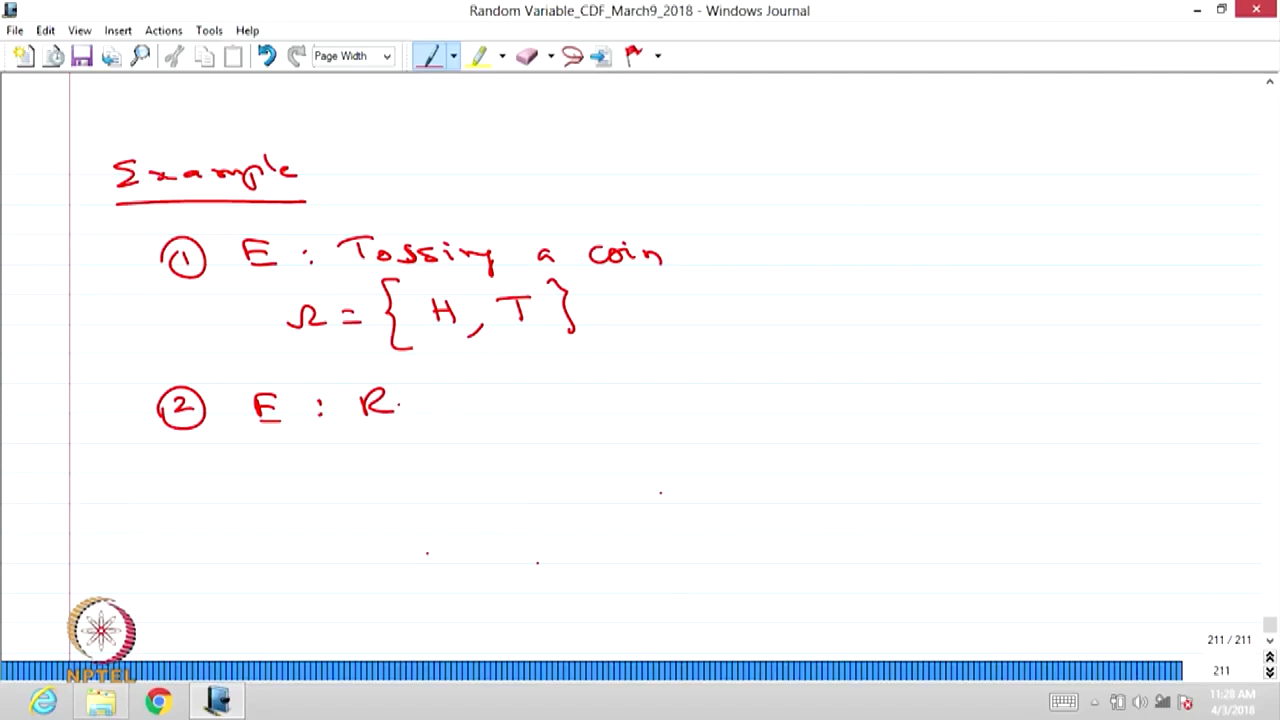 Random Variable_CDF_March9_2018 - Windows Journal
File Edit View Insert Actions Tools Help
Page Width
Example
① E : Tossing a coin
Ω = { H, T }
② E : R
211 / 211
211
NPTEL
11:28 AM
4/3/2018